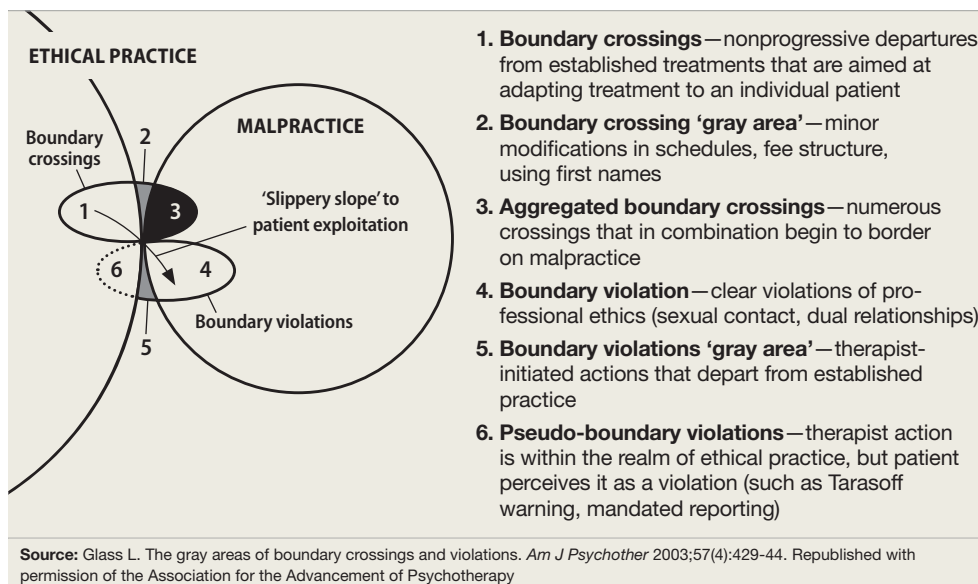 ETHICAL PRACTICE
MALPRACTICE
Boundary
crossings
2
1
3
'Slippery slope' to
patient exploitation
6
4
Boundary violations
5
1. Boundary crossings—nonprogressive departures
from established treatments that are aimed at
adapting treatment to an individual patient
2. Boundary crossing 'gray area'—minor
modifications in schedules, fee structure,
using first names
3. Aggregated boundary crossings—numerous
crossings that in combination begin to border
on malpractice
4. Boundary violation—clear violations of pro-
fessional ethics (sexual contact, dual relationships)
5. Boundary violations 'gray area'—therapist-
initiated actions that depart from established
practice
6. Pseudo-boundary violations—therapist action
is within the realm of ethical practice, but patient
perceives it as a violation (such as Tarasoff
warning, mandated reporting)
Source: Glass L. The gray areas of boundary crossings and violations. Am J Psychother 2003;57(4):429-44. Republished with
permission of the Association for the Advancement of Psychotherapy